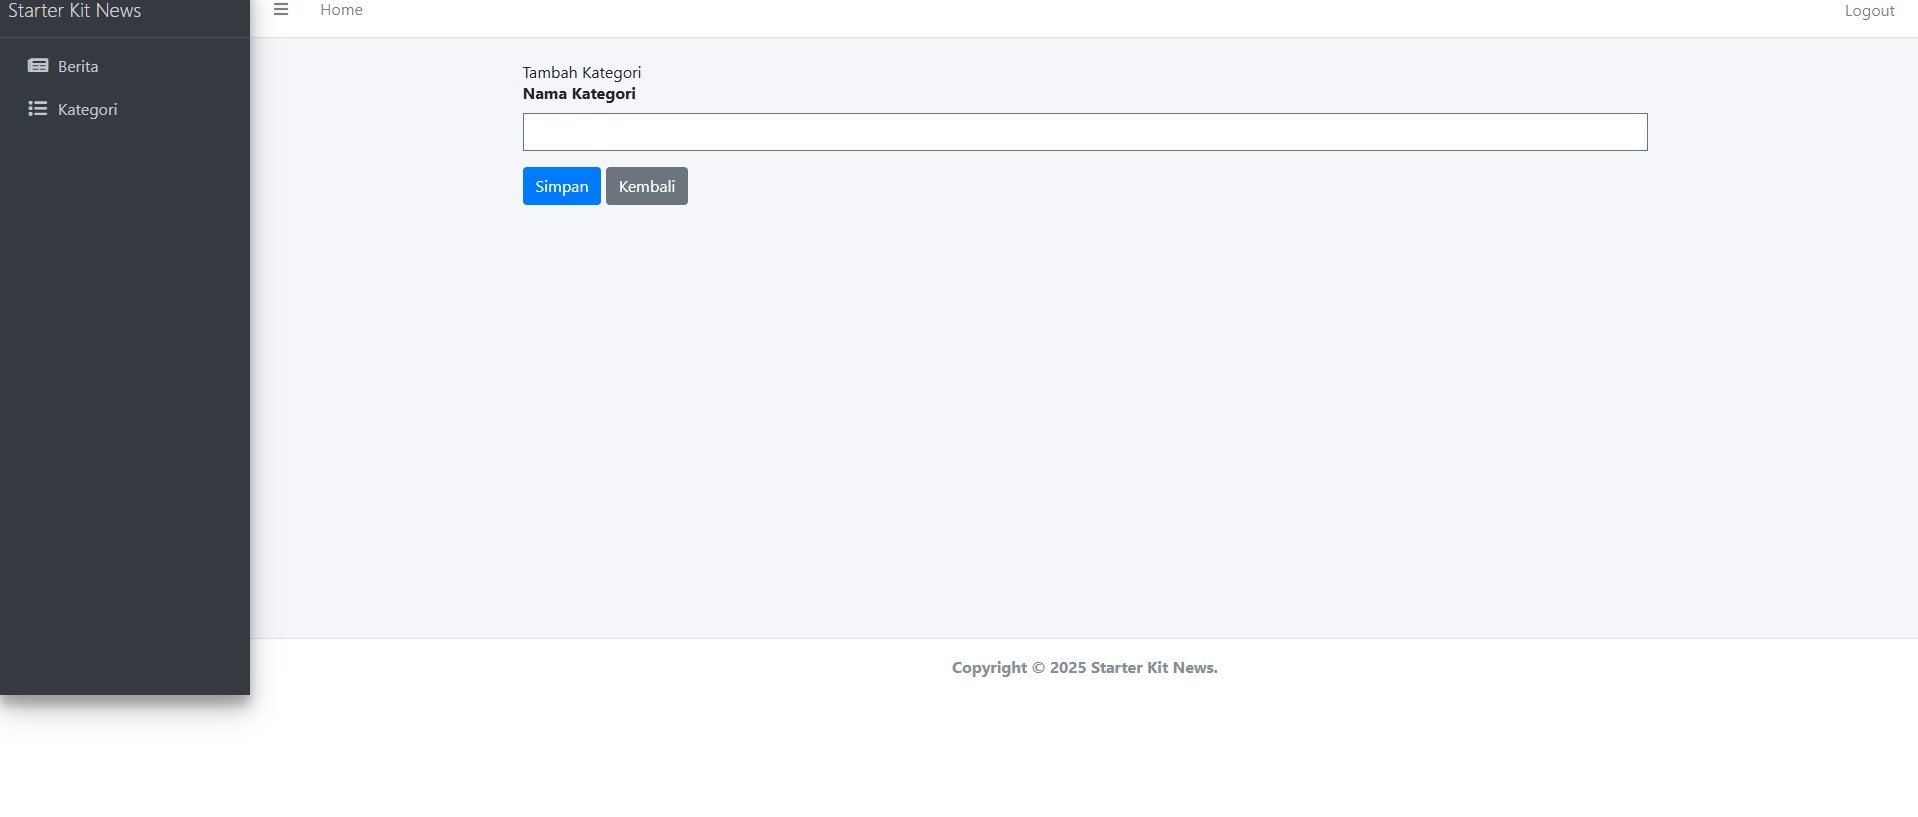 Starter Kit News
Home
Logout
Berita
Kategori
Tambah Kategori
Nama Kategori
Simpan
Kembali
Copyright © 2025 Starter Kit News.